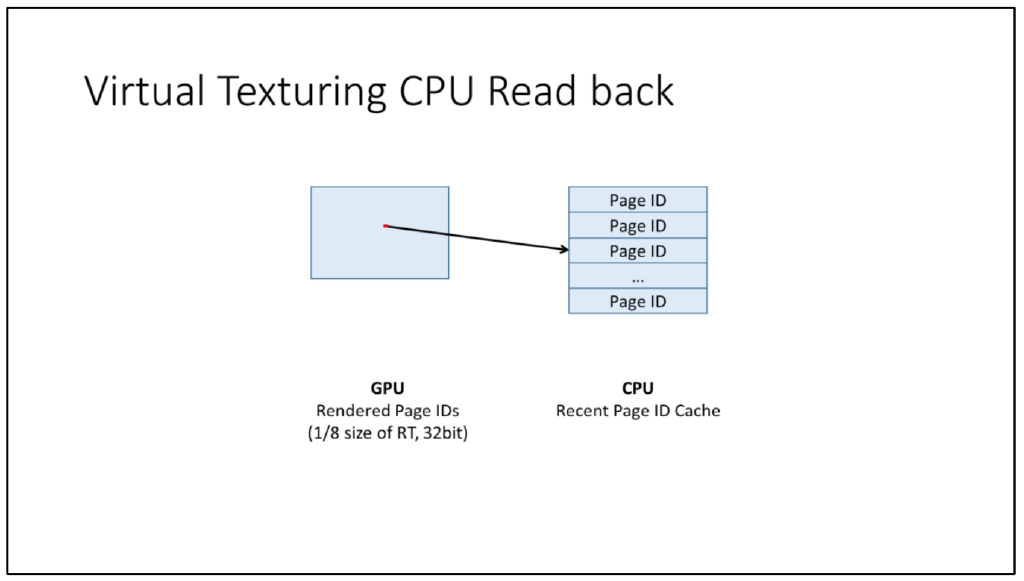 Virtual Texturing CPU Read back
Page ID
Page ID
Page ID
...
Page ID
GPU
Rendered Page IDs
(1/8 size of RT, 32bit)
CPU
Recent Page ID Cache